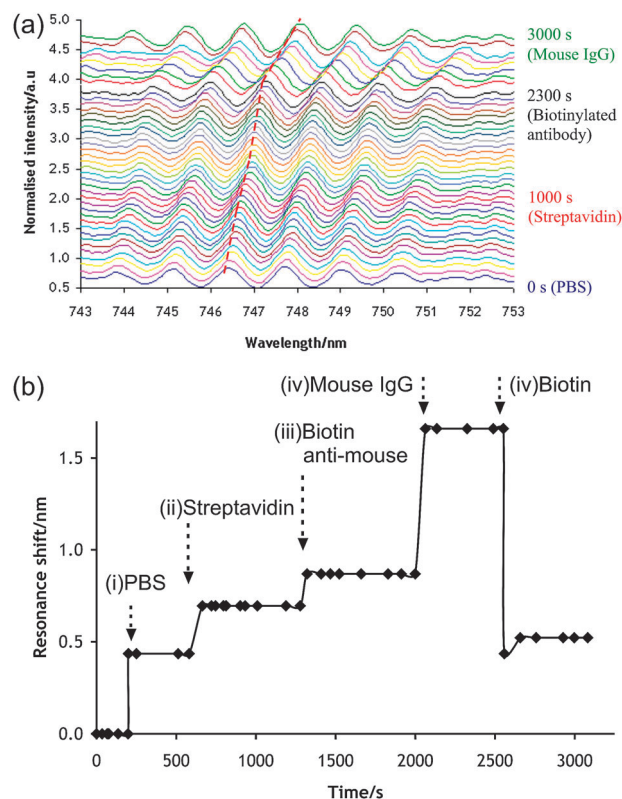 (a)
Normalised intensity/a.u
5.0
4.5
4.0
3.5
3.0
2.5
2.0
1.5
1.0
0.5
743 744 745 746 747 748 749 750 751 752 753
Wavelength/nm
3000 s
(Mouse IgG)
2300 s
(Biotinylated
antibody)
1000 s
(Streptavidin)
0 s (PBS)
(b)
(iv)Mouse IgG
(iv)Biotin
(iii)Biotin
anti-mouse
(ii)Streptavidin
(i)PBS
Resonance shift/nm
1.5
1.0
0.5
0.0
0 500 1000 1500 2000 2500 3000
Time/s